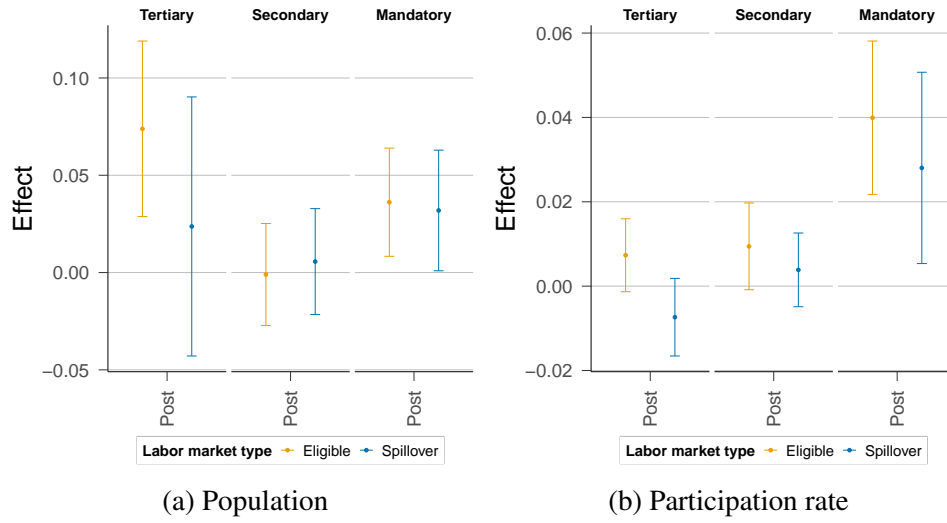 Tertiary Secondary Mandatory
0.10
0.05
0.00
−0.05
Effect
Post Post Post
Labor market type Eligible Spillover
(a) Population
Tertiary Secondary Mandatory
0.06
0.04
0.02
0.00
−0.02
Effect
Post Post Post
Labor market type Eligible Spillover
(b) Participation rate